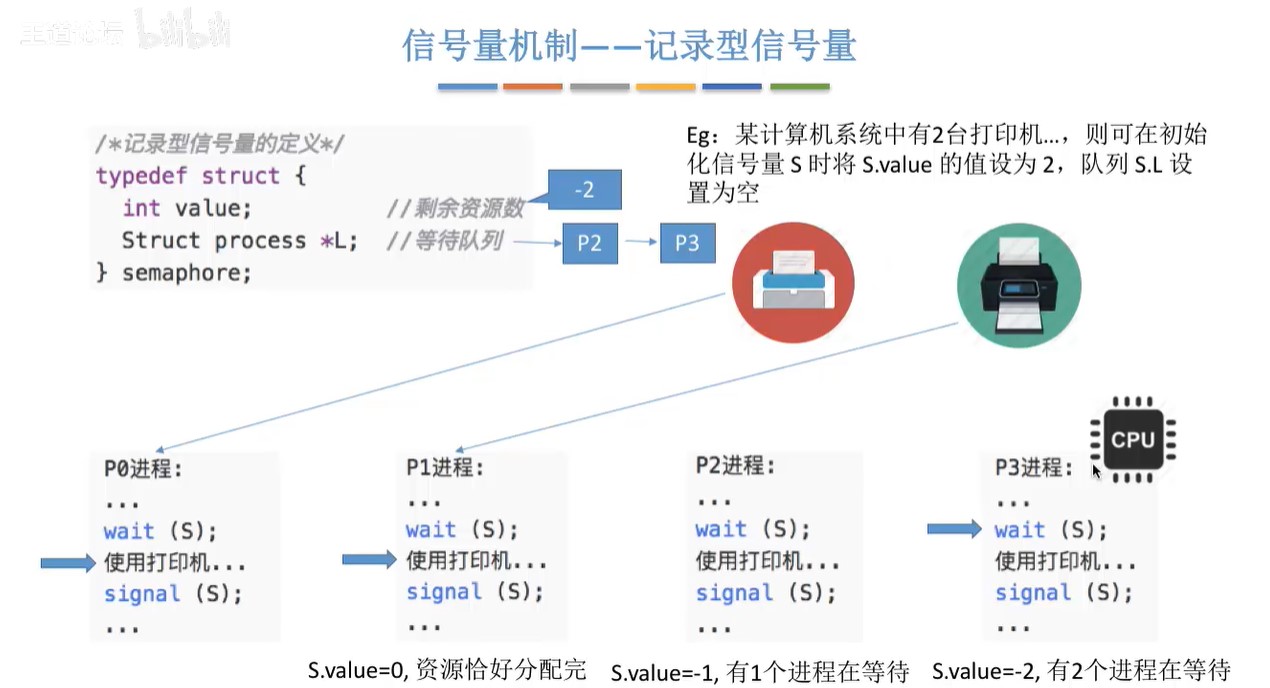 王道论坛 bilibili
信号量机制——记录型信号量
/*记录型信号量的定义*/
typedef struct {
int value; //剩余资源数
Struct process *L; //等待队列
} semaphore;
-2
P2
P3
Eg：某计算机系统中有2台打印机...，则可在初始
化信号量 S 时将 S.value 的值设为 2，队列 S.L 设
置为空
CPU
P0进程:
...
wait (S);
使用打印机...
signal (S);
...
P1进程:
...
wait (S);
使用打印机...
signal (S);
...
P2进程:
...
wait (S);
使用打印机...
signal (S);
...
P3进程:
...
wait (S);
使用打印机...
signal (S);
...
S.value=0, 资源恰好分配完
S.value=-1, 有1个进程在等待
S.value=-2, 有2个进程在等待